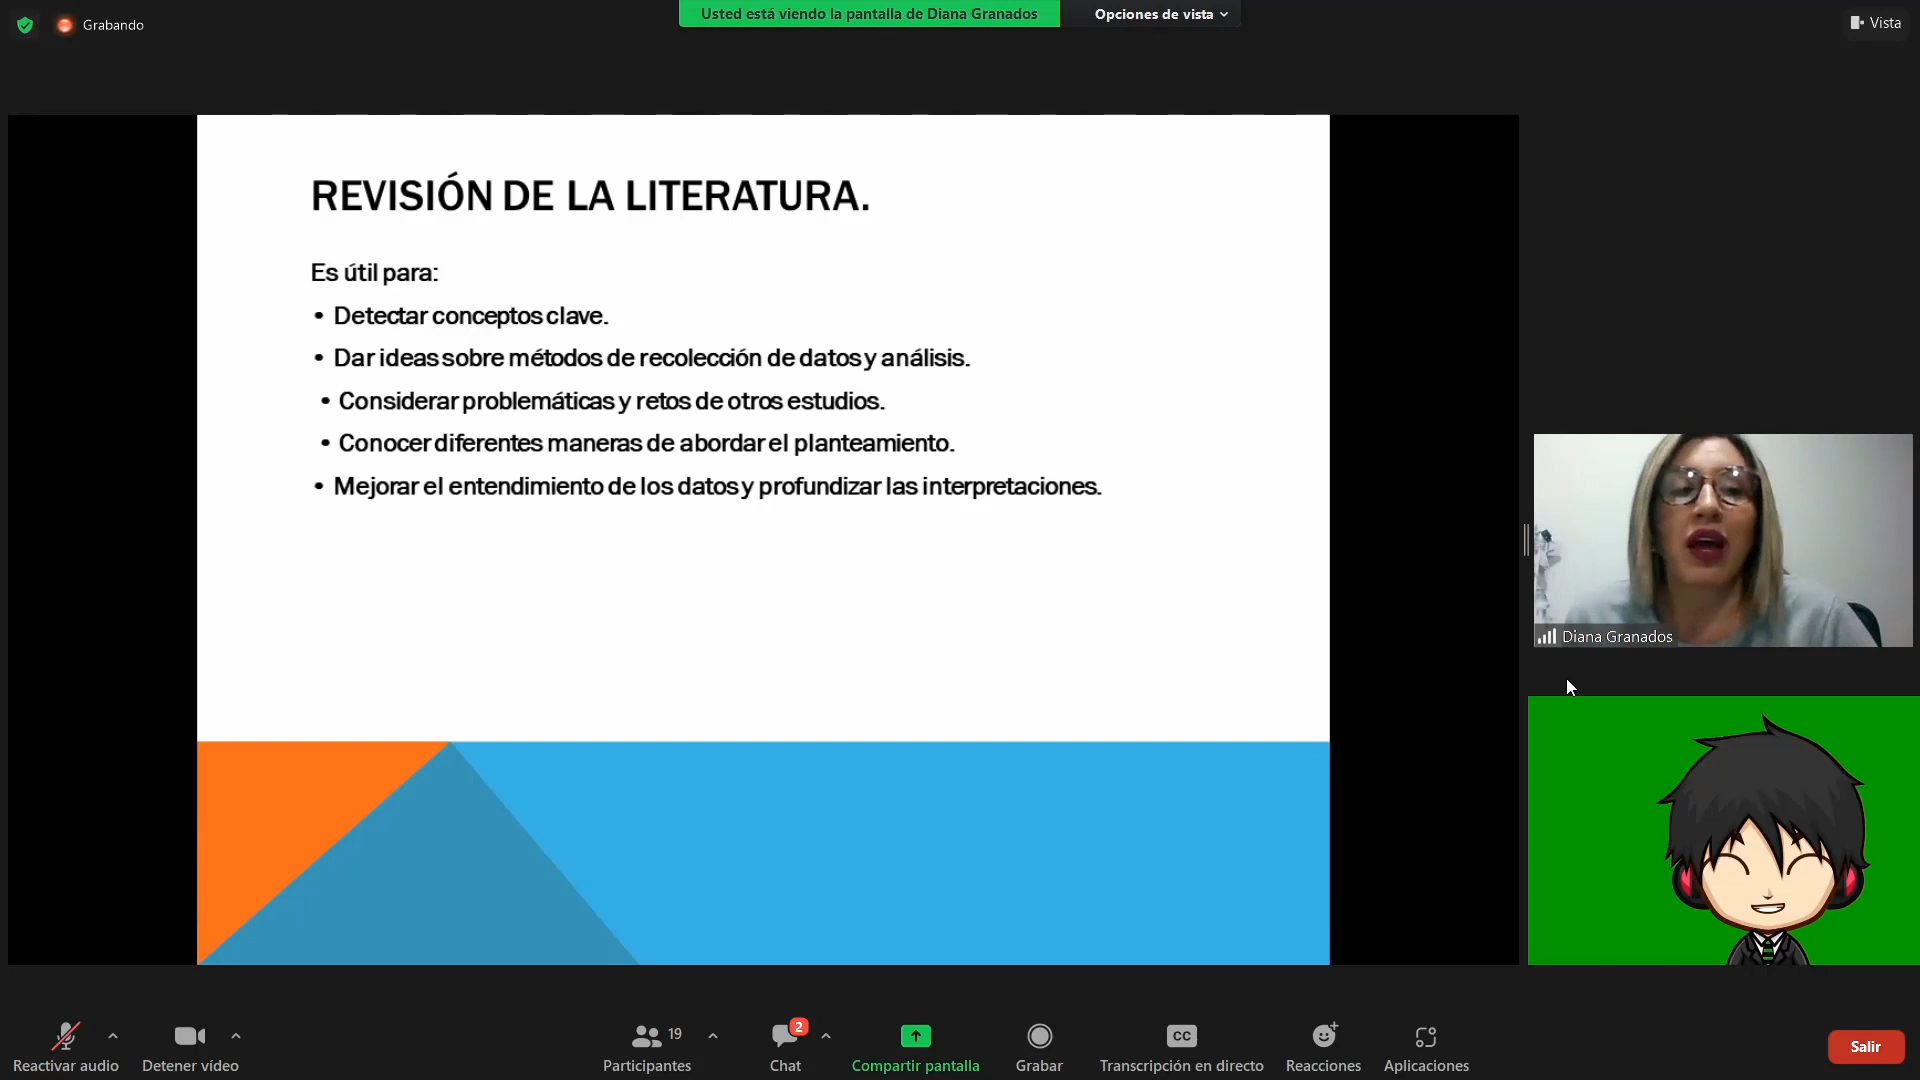 Grabando
Usted está viendo la pantalla de Diana Granados
Opciones de vista
Vista
REVISIÓN DE LA LITERATURA.
Es útil para:
• Detectar conceptos clave.
• Dar ideas sobre métodos de recolección de datos y análisis.
• Considerar problemáticas y retos de otros estudios.
• Conocer diferentes maneras de abordar el planteamiento.
• Mejorar el entendimiento de los datos y profundizar las interpretaciones.
Diana Granados
Reactivar audio
Detener vídeo
19
Participantes
2
Chat
Compartir pantalla
Grabar
CC
Transcripción en directo
Reacciones
Aplicaciones
Salir